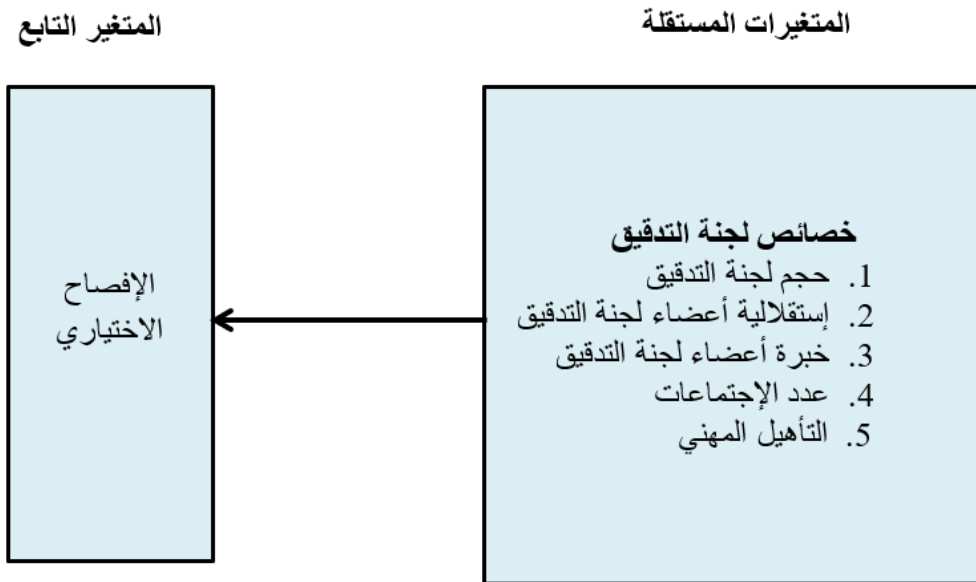 المتغيرات المستقلة
المتغير التابع
خصائص لجنة التدقيق
1. حجم لجنة التدقيق
2. إستقلالية أعضاء لجنة التدقيق
3. خبرة أعضاء لجنة التدقيق
4. عدد الإجتماعات
5. التأهيل المهني
الإفصاح
الاختياري